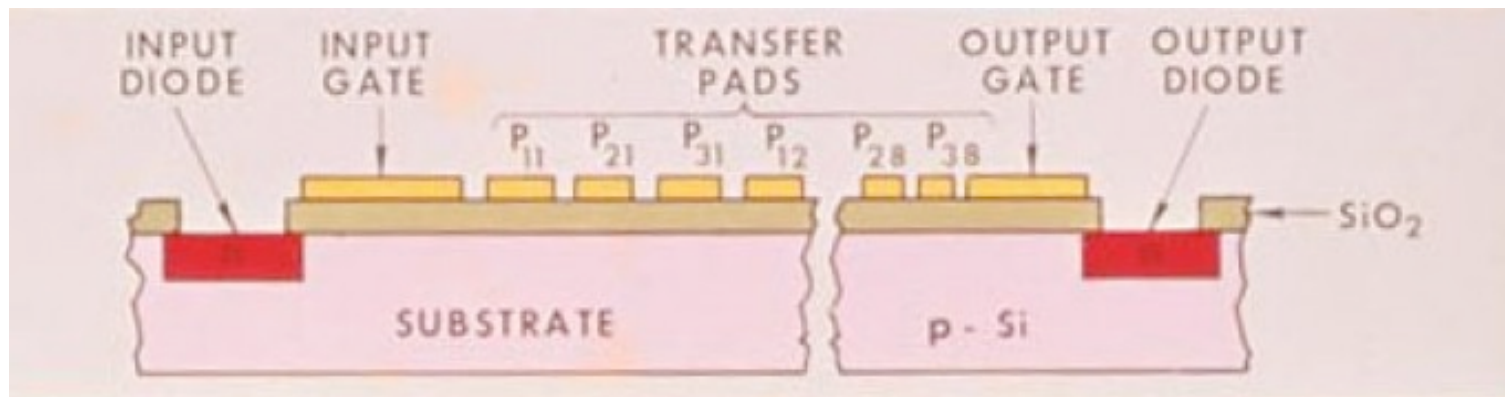 INPUT DIODE
INPUT GATE
TRANSFER PADS
OUTPUT GATE
OUTPUT DIODE
P11 P21 P31 P12 P28 P38
SiO2
SUBSTRATE
p - Si